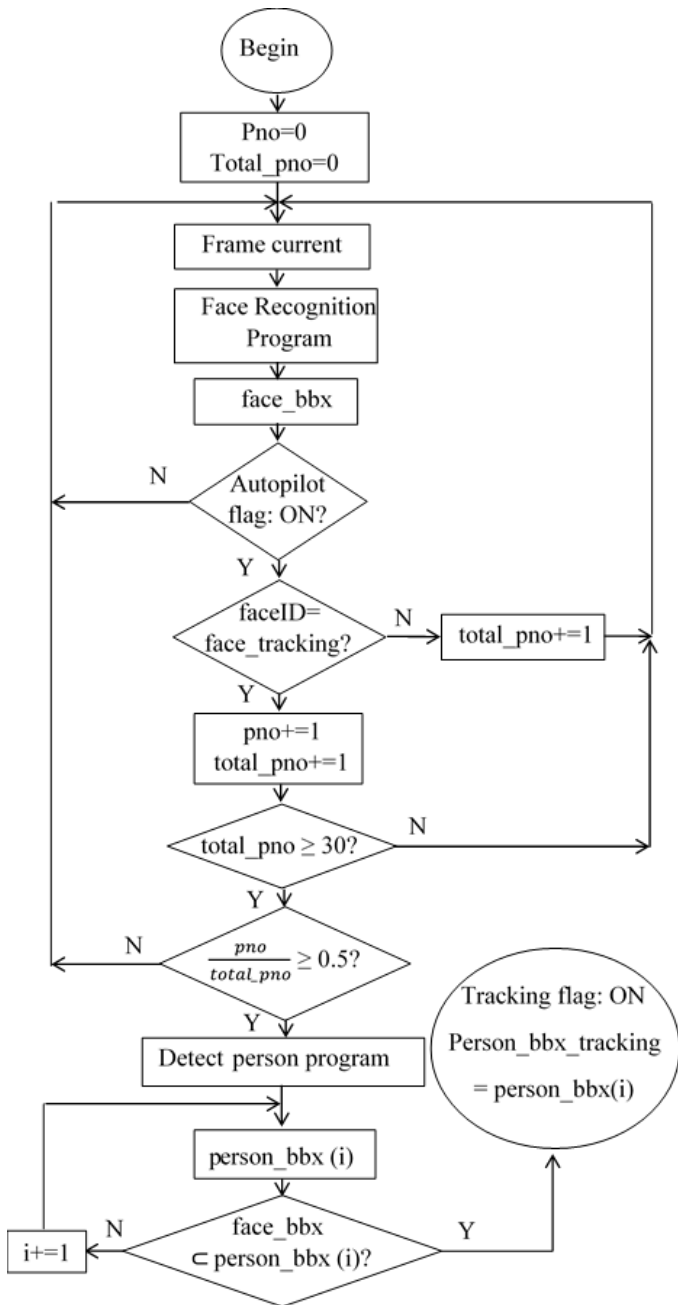 Begin
Pno=0
Total_pno=0
Frame current
Face Recognition
Program
face_bbx
N
Autopilot
flag: ON?
Y
faceID=
face_tracking?
N
total_pno+=1
Y
pno+=1
total_pno+=1
total_pno ≥ 30?
N
Y
N
pno/total_pno ≥ 0.5?
Y
Detect person program
Tracking flag: ON
Person_bbx_tracking
= person_bbx(i)
person_bbx (i)
i+=1
N
face_bbx
⊂ person_bbx (i)?
Y